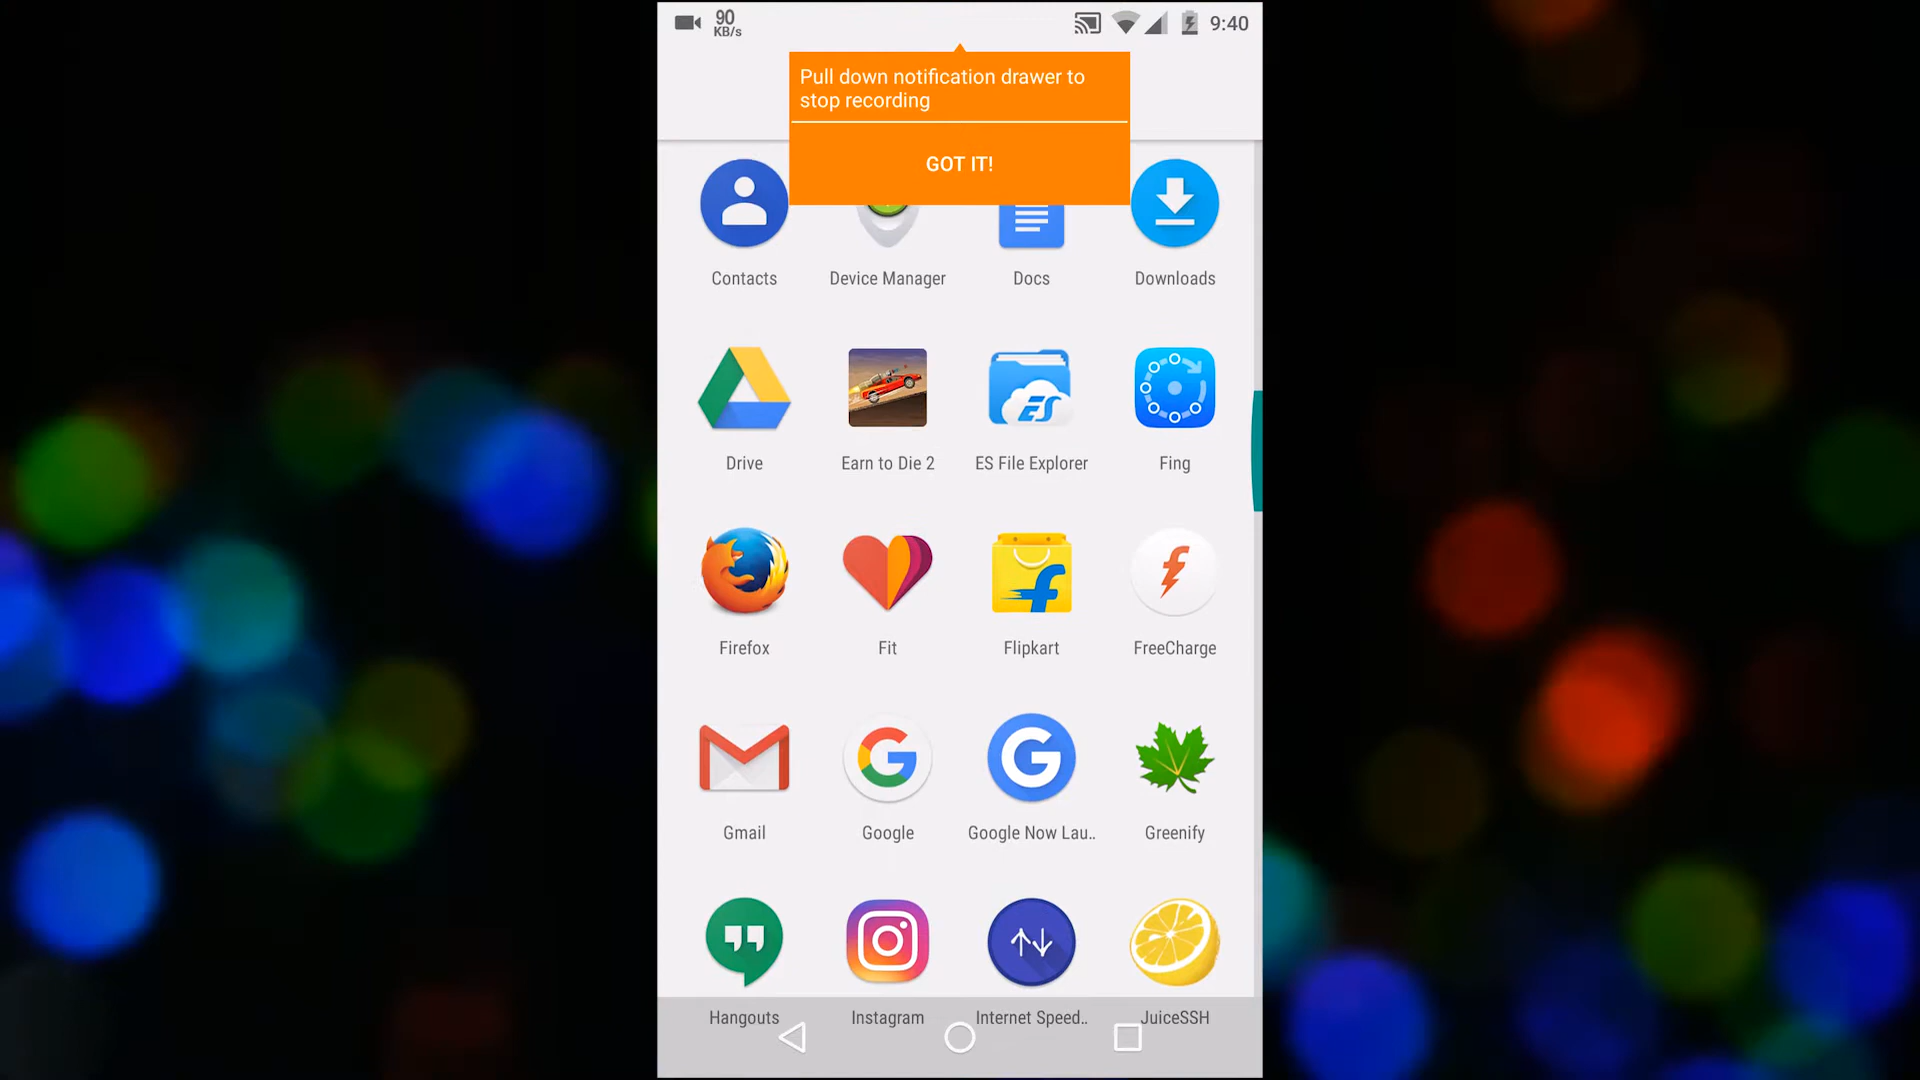 90
KB/s
9:40
Pull down notification drawer to
stop recording
GOT IT!
Contacts
Device Manager
Docs
Downloads
ES
Drive
Earn to Die 2
ES File Explorer
Fing
Firefox
Fit
Flipkart
FreeCharge
Gmail
Google
Google Now Lau..
Greenify
Hangouts
Instagram
Internet Speed..
JuiceSSH